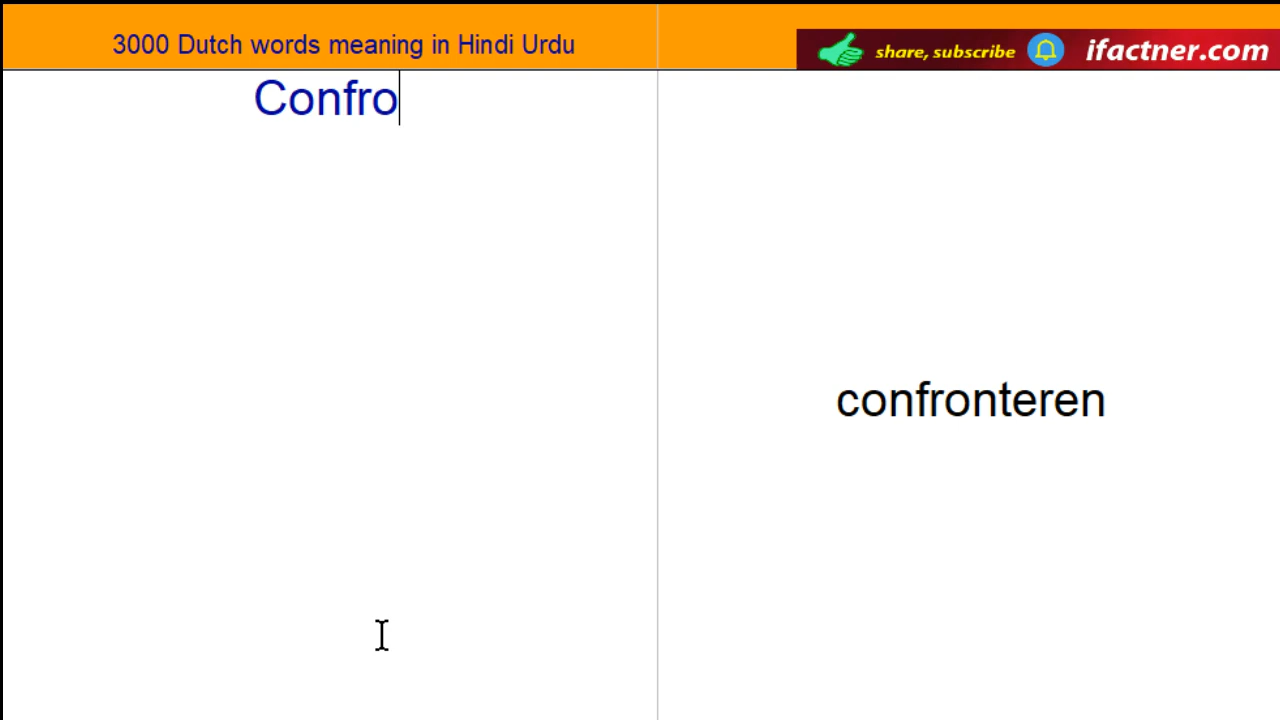 3000 Dutch words meaning in Hindi Urdu
share, subscribe
ifactner.com
Confro
confronteren